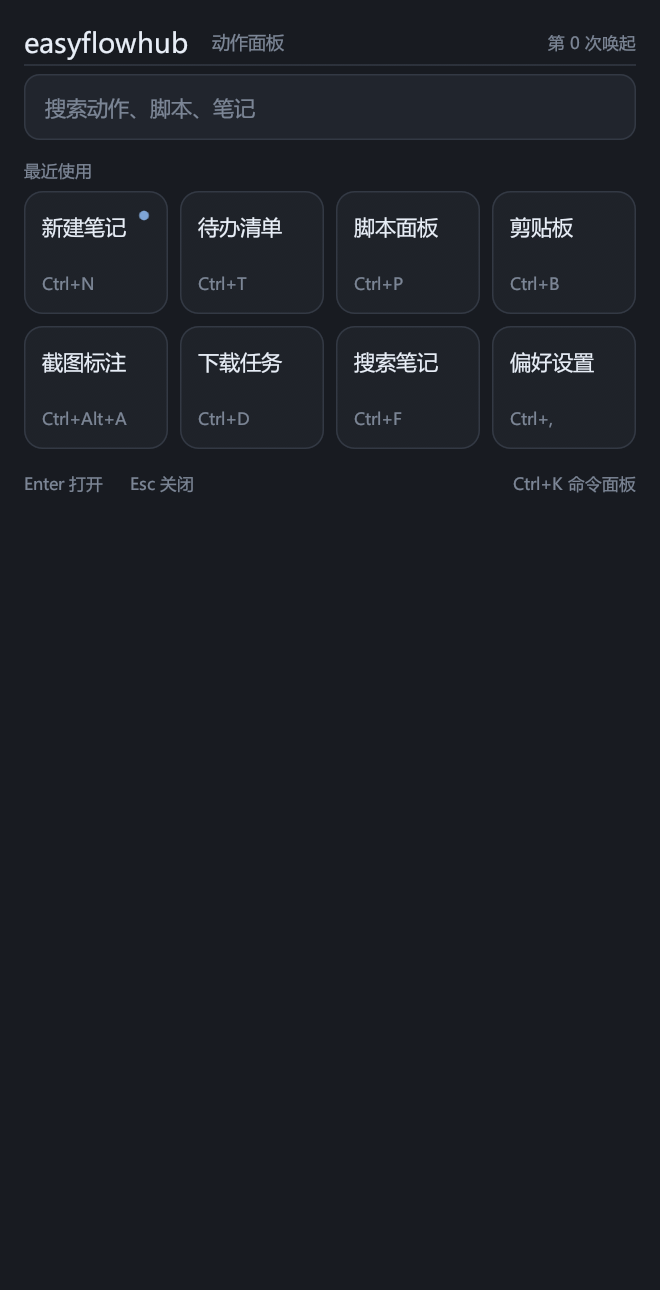 easyflowhub 动作面板 第 0 次唤起
搜索动作、脚本、笔记
最近使用
新建笔记 待办清单 脚本面板 剪贴板
Ctrl+N Ctrl+T Ctrl+P Ctrl+B
截图标注 下载任务 搜索笔记 偏好设置
Ctrl+Alt+A Ctrl+D Ctrl+F Ctrl+,
Enter 打开 Esc 关闭 Ctrl+K 命令面板